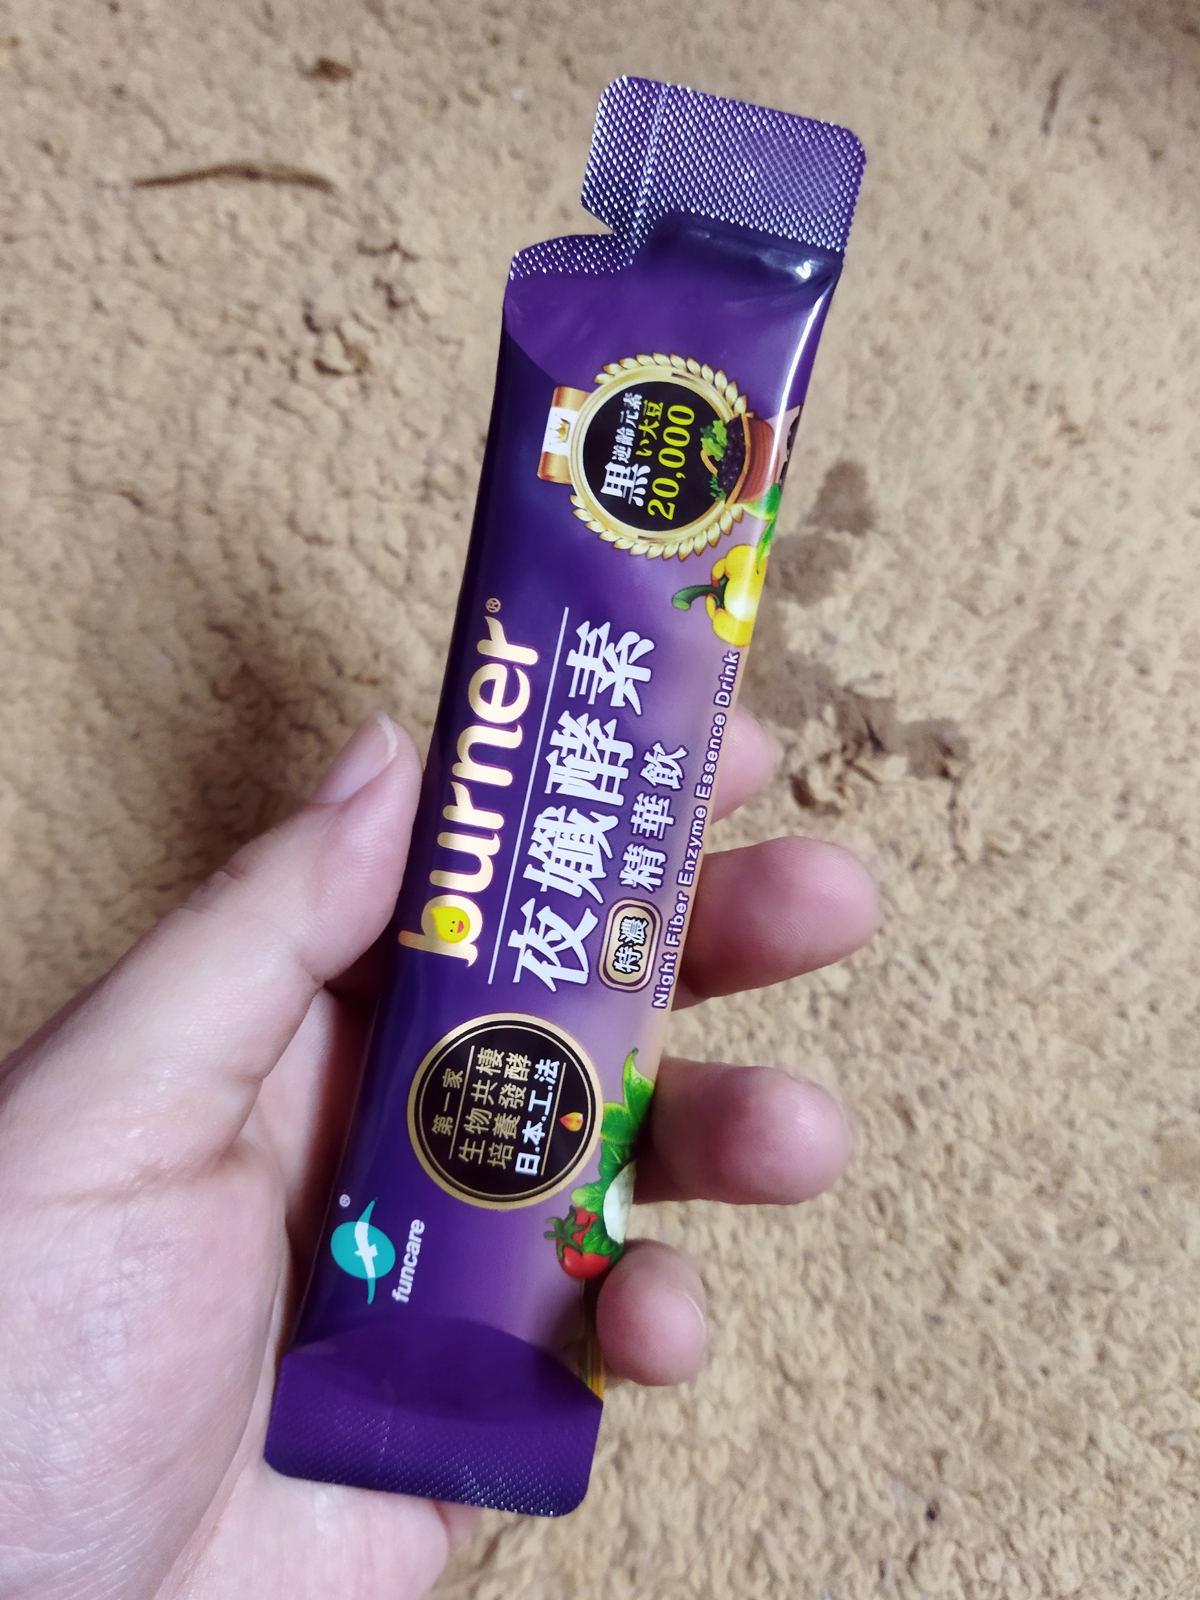 黑逆齡元素
い大豆
20,000
burner®
夜孅酵素
特濃 精華飲
Night Fiber Enzyme Essence Drink
第一家
生物共棲
培養發酵
日.本.工.法
®
funcare